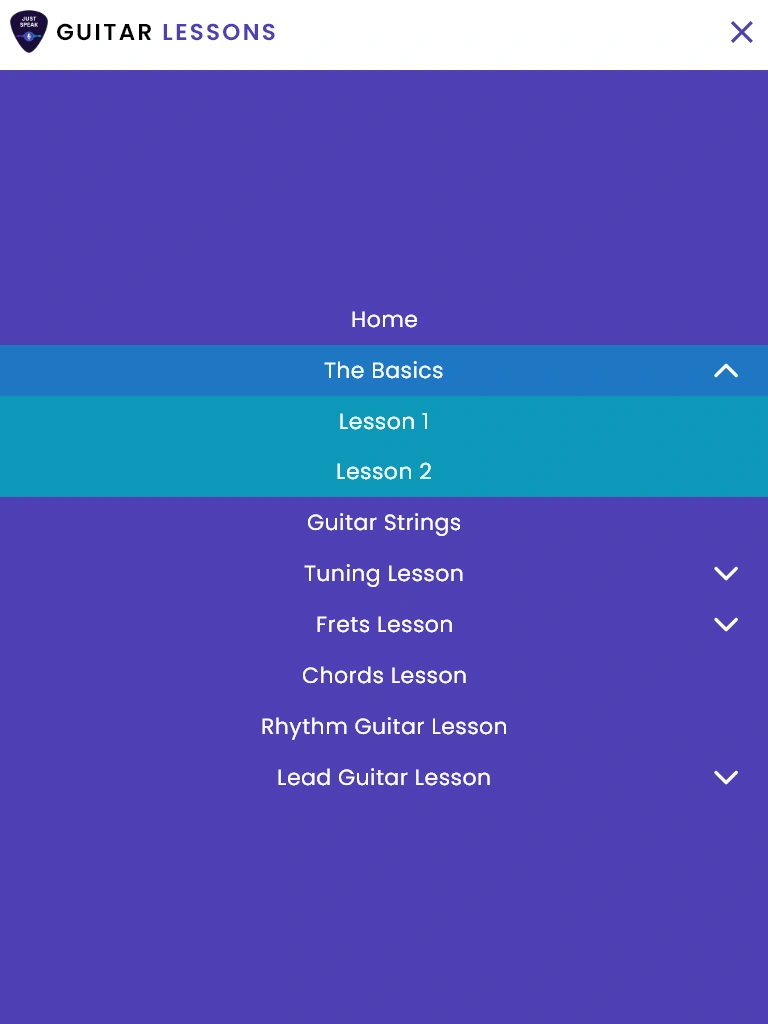 JUST
SPEAK
GUITAR LESSONS
Home
The Basics
Lesson 1
Lesson 2
Guitar Strings
Tuning Lesson
Frets Lesson
Chords Lesson
Rhythm Guitar Lesson
Lead Guitar Lesson